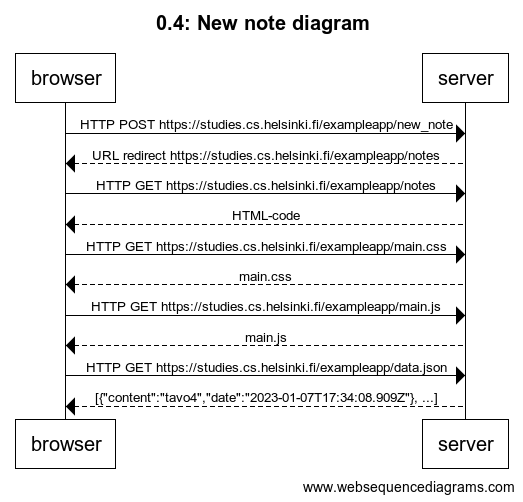 0.4: New note diagram
browser server
HTTP POST https://studies.cs.helsinki.fi/exampleapp/new_note
URL redirect https://studies.cs.helsinki.fi/exampleapp/notes
HTTP GET https://studies.cs.helsinki.fi/exampleapp/notes
HTML-code
HTTP GET https://studies.cs.helsinki.fi/exampleapp/main.css
main.css
HTTP GET https://studies.cs.helsinki.fi/exampleapp/main.js
main.js
HTTP GET https://studies.cs.helsinki.fi/exampleapp/data.json
[{"content":"tavo4","date":"2023-01-07T17:34:08.909Z"}, ...]
browser server
www.websequencediagrams.com